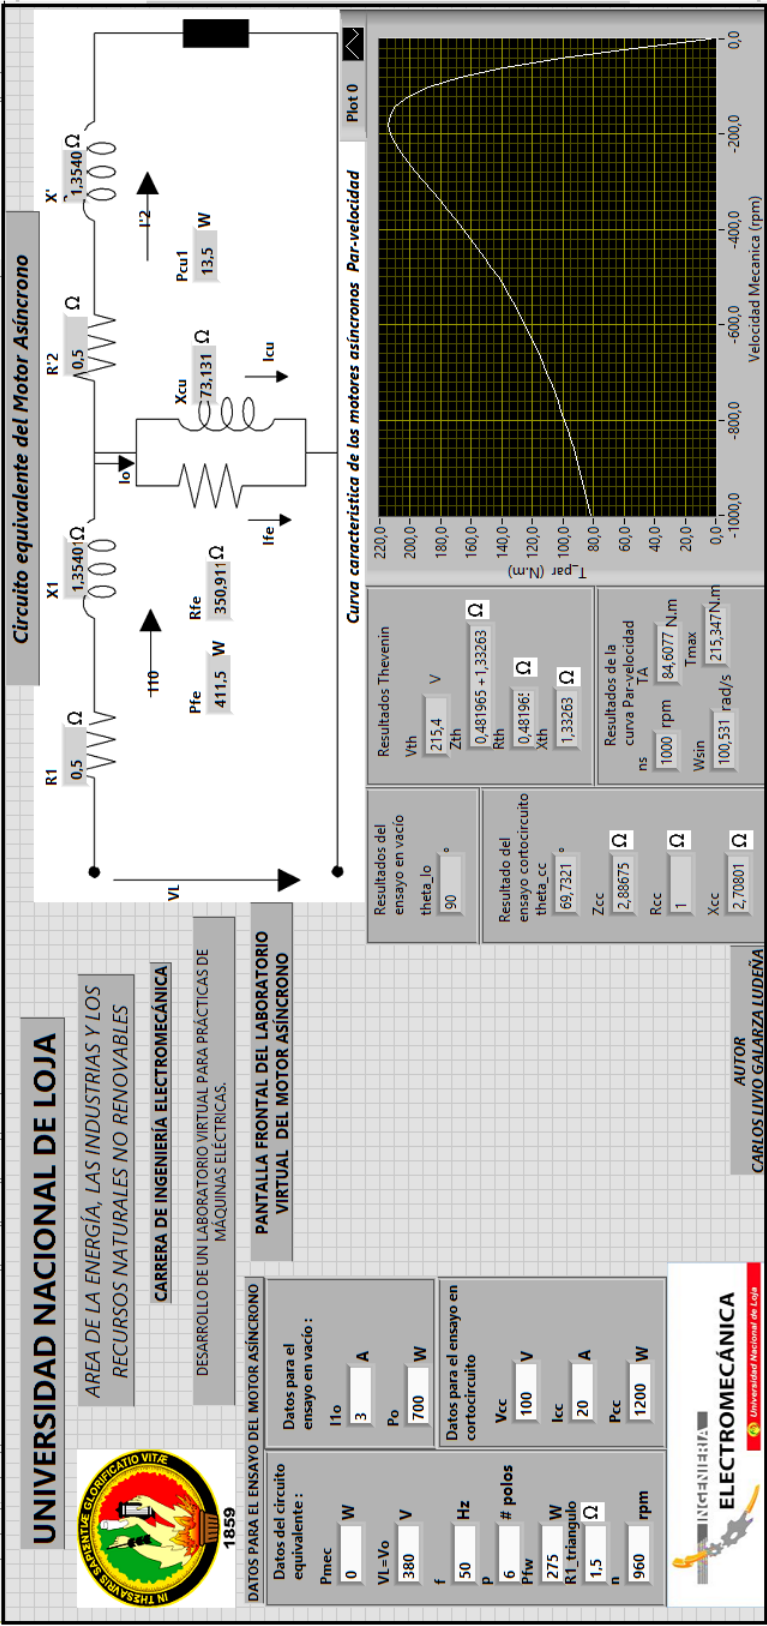 UNIVERSIDAD NACIONAL DE LOJA
AREA DE LA ENERGÍA, LAS INDUSTRIAS Y LOS
RECURSOS NATURALES NO RENOVABLES
CARRERA DE INGENIERÍA ELECTROMECÁNICA
DESARROLLO DE UN LABORATORIO VIRTUAL PARA PRÁCTICAS DE
MÁQUINAS ELÉCTRICAS.
PANTALLA FRONTAL DEL LABORATORIO
VIRTUAL DEL MOTOR ASÍNCRONO
IN THESAVRIS SAPIENTIÆ GLORIFICATIO VITÆ
1859
DATOS PARA EL ENSAYO DEL MOTOR ASÍNCRONO
Datos del circuito
equivalente :
Pmec
0 W
VL=Vo
380 V
f
50 Hz
p
6 # polos
Pfw
275 W
R1_triangulo
1,5 Ω
n
960 rpm
Datos para el
ensayo en vacío :
I1o
3 A
Po
700 W
Datos para el ensayo en
cortocircuito
Vcc
100 V
Icc
20 A
Pcc
1200 W
INGENIERIA
ELECTROMECÁNICA
Universidad Nacional de Loja
AUTOR
CARLOS LIVIO GALARZA LUDEÑA
Circuito equivalente del Motor Asíncrono
VL
R1
0,5 Ω
X1
1,3540 Ω
R'2
0,5 Ω
X'
1,3540 Ω
I10
I'2
Io
Pfe
411,5 W
Rfe
350,911 Ω
Ife
Xcu
73,131 Ω
Icu
Pcu1
13,5 W
Resultados del
ensayo en vacío
theta_Io
90 °
Resultado del
ensayo cortocircuito
theta_cc
69,7321 °
Zcc
2,88675 Ω
Rcc
1 Ω
Xcc
2,70801 Ω
Resultados Thevenin
Vth
215,4 V
Zth
0,481965 +1,33263 Ω
Rth
0,48196 Ω
Xth
1,33263 Ω
Resultados de la
curva Par-velocidad
ns
1000 rpm
TA
84,6077 N.m
Wsin
100,531 rad/s
Tmax
215,347 N.m
Curva caracteristica de los motores asíncronos Par-velocidad
Plot 0
T_par (N.m)
220,0
200,0
180,0
160,0
140,0
120,0
100,0
80,0
60,0
40,0
20,0
0,0
-1000,0 -800,0 -600,0 -400,0 -200,0 0,0
Velocidad Mecanica (rpm)